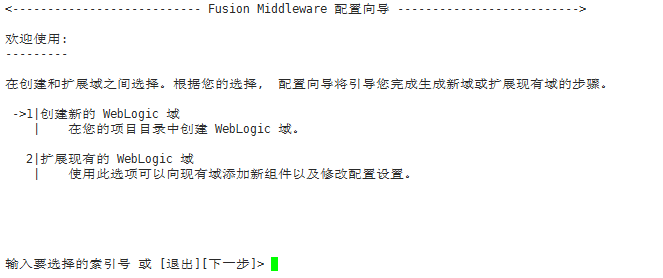 <--------------------------- Fusion Middleware 配置向导 -------------------------->
欢迎使用:
---------
在创建和扩展域之间选择。根据您的选择, 配置向导将引导您完成生成新域或扩展现有域的步骤。
->1|创建新的 WebLogic 域
|    在您的项目目录中创建 WebLogic 域。
2|扩展现有的 WebLogic 域
|    使用此选项可以向现有域添加新组件以及修改配置设置。
输入要选择的索引号 或 [退出][下一步]>